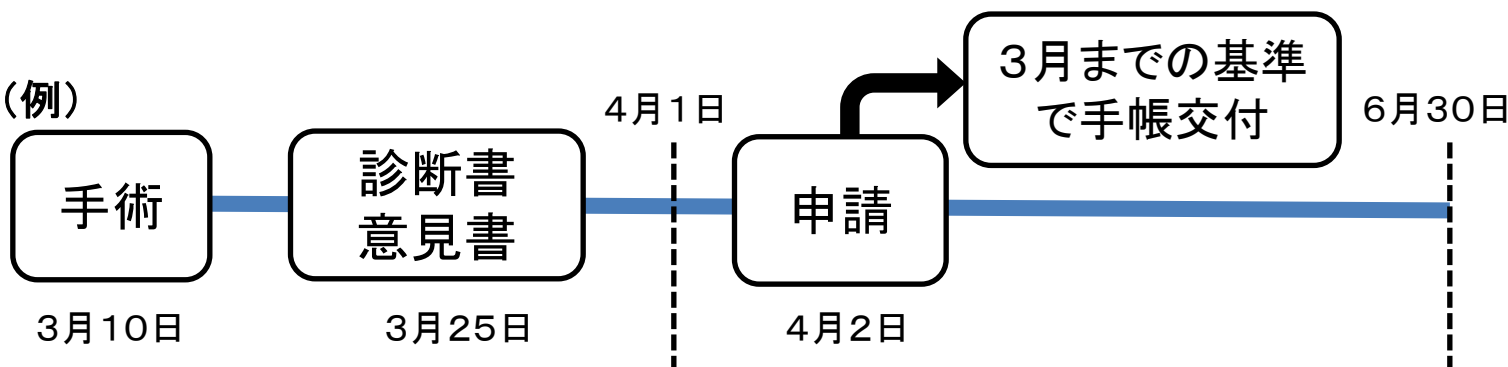 （例）
手術
3月10日
診断書
意見書
3月25日
4月1日
申請
4月2日
３月までの基準
で手帳交付
6月30日